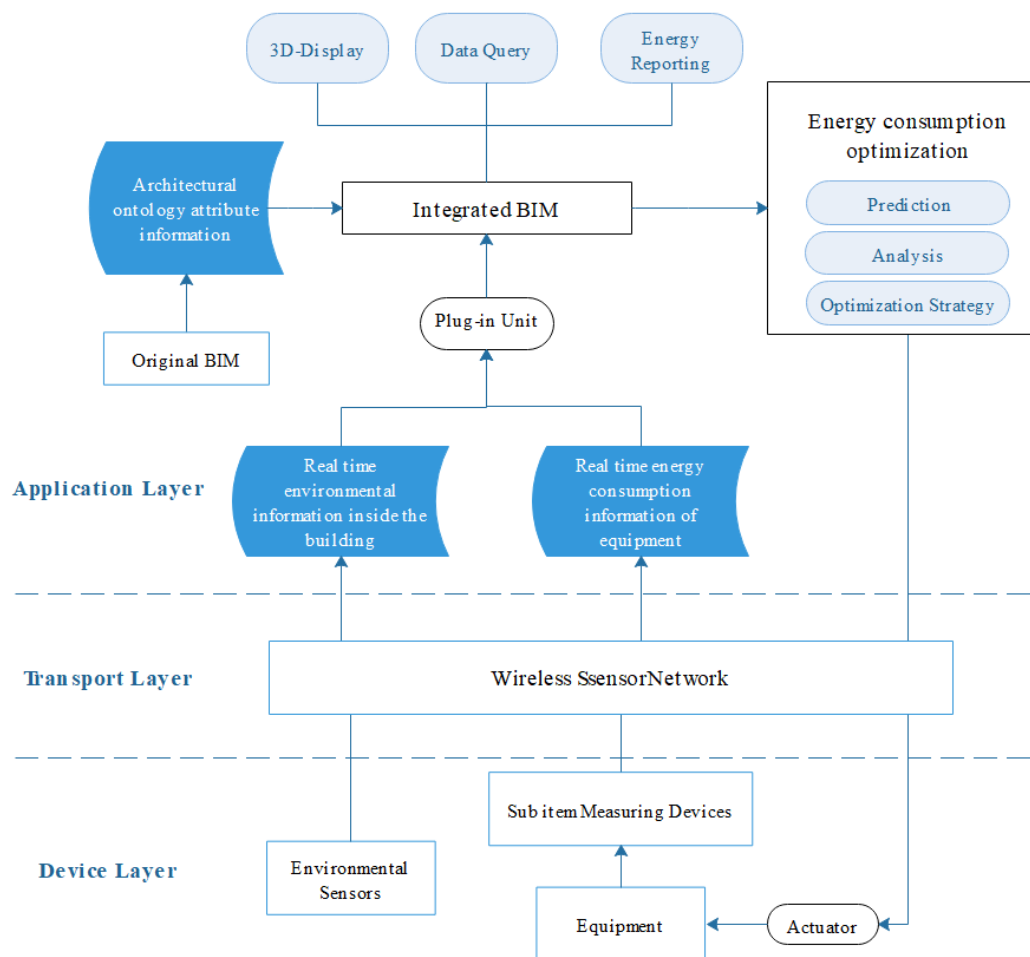 3D-Display
Data Query
Energy
Reporting
Energy consumption
optimization
Prediction
Analysis
Optimization Strategy
Architectural
ontology attribute
information
Integrated BIM
Plug-in Unit
Original BIM
Application Layer
Real time
environmental
information inside the
building
Real time energy
consumption
information of
equipment
Transport Layer
Wireless SsensorNetwork
Device Layer
Sub item Measuring Devices
Environmental
Sensors
Equipment
Actuator